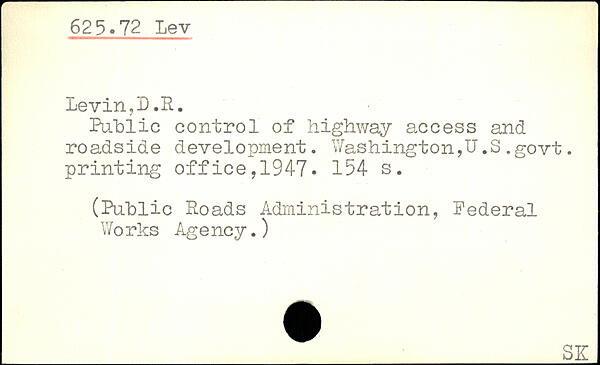 625.72 Lev
Levin,D.R.
Public control of highway access and
roadside development. Washington,U.S.govt.
printing office,1947. 154 s.
(Public Roads Administration, Federal
Works Agency.)
SK